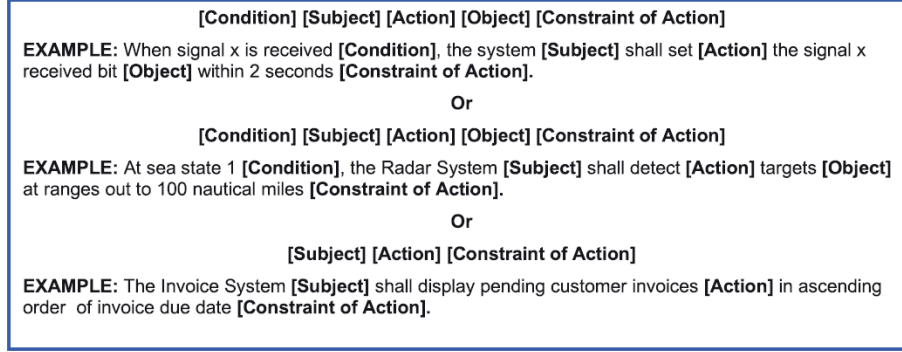 [Condition] [Subject] [Action] [Object] [Constraint of Action]
EXAMPLE: When signal x is received [Condition], the system [Subject] shall set [Action] the signal x
received bit [Object] within 2 seconds [Constraint of Action].
Or
[Condition] [Subject] [Action] [Object] [Constraint of Action]
EXAMPLE: At sea state 1 [Condition], the Radar System [Subject] shall detect [Action] targets [Object]
at ranges out to 100 nautical miles [Constraint of Action].
Or
[Subject] [Action] [Constraint of Action]
EXAMPLE: The Invoice System [Subject] shall display pending customer invoices [Action] in ascending
order of invoice due date [Constraint of Action].